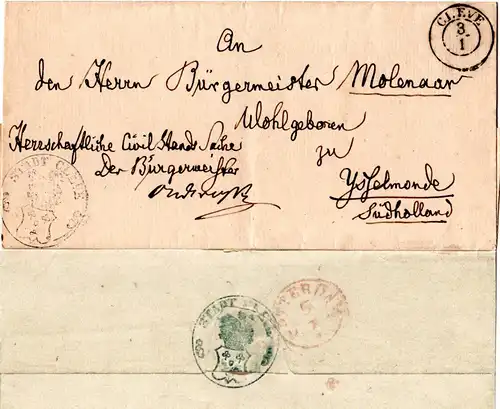 CLEVE
3
1
An
den Herrn Bürgermeister Molenaar
Wohlgeboren
Herrschaftliche Civil Stands Sache
zu
Der Bürgermeister
Ysselmonde
Südholland
STADT CLEVE
STADT CLEVE